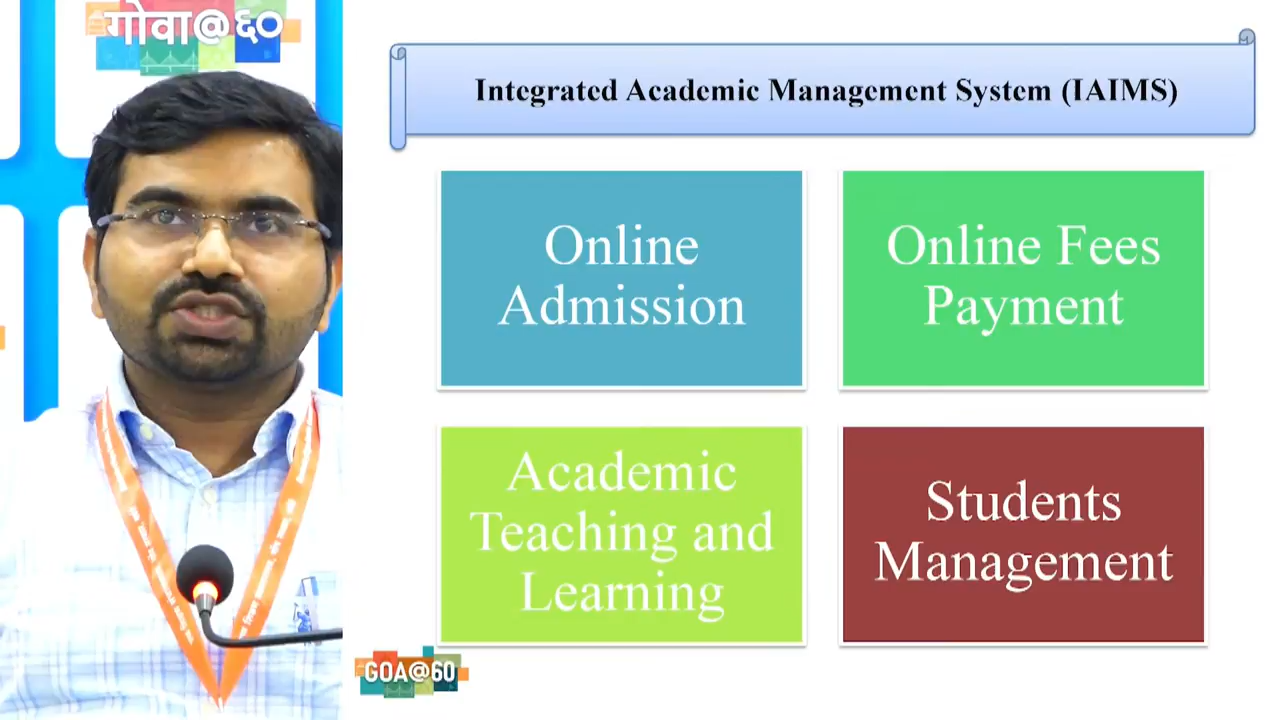 गोवा@६०
Integrated Academic Management System (IAIMS)
Online
Admission
Online Fees
Payment
Academic
Teaching and
Learning
Students
Management
GOA@60